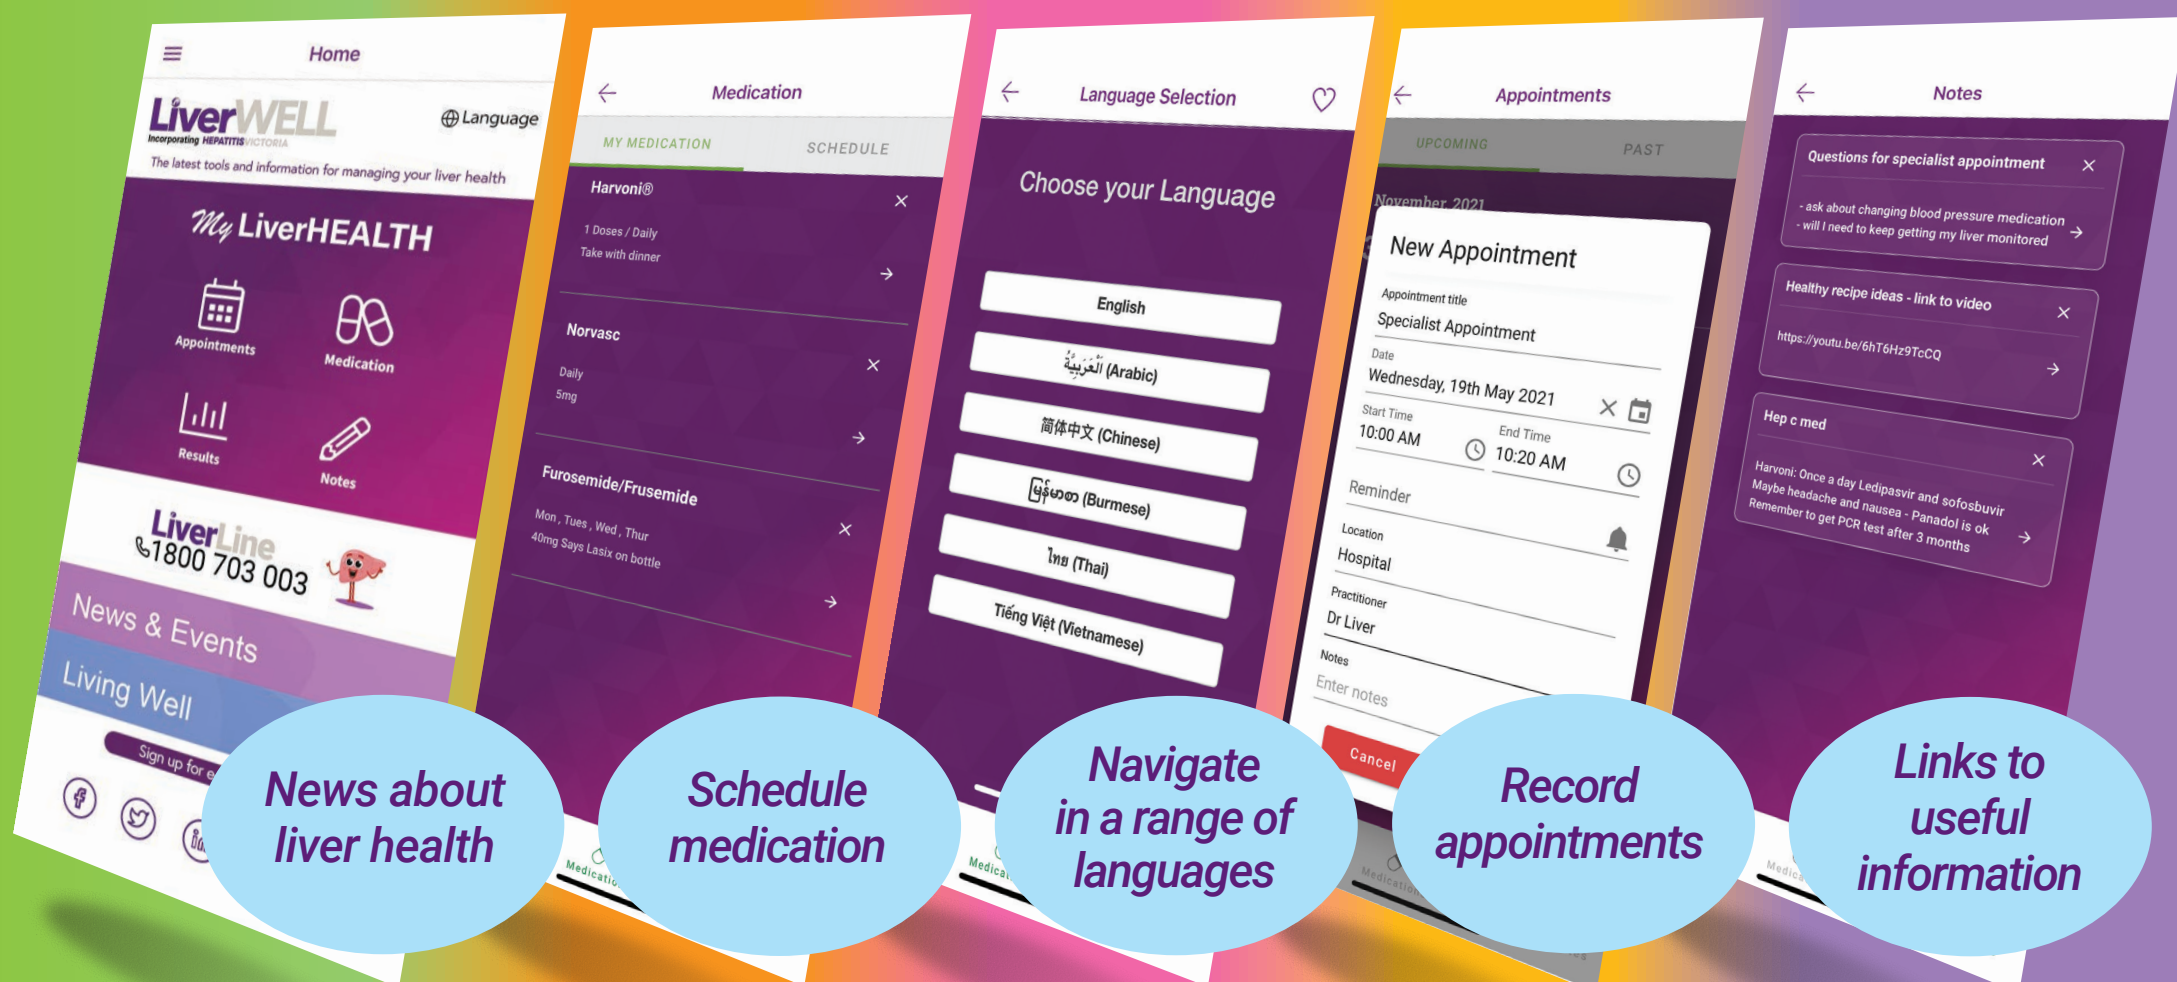 Home
LiverWELL
Incorporating HEPATITIS VICTORIA
Language
The latest tools and information for managing your liver health
My LiverHEALTH
Appointments
Medication
Results
Notes
LiverLine
1800 703 003
News & Events
Living Well
Sign up for e
News about
liver health
Medication
MY MEDICATION
SCHEDULE
Harvoni®
1 Doses / Daily
Take with dinner
Norvasc
Daily
5mg
Furosemide/Frusemide
Mon , Tues , Wed , Thur
40mg Says Lasix on bottle
Schedule
medication
Language Selection
Choose your Language
English
اَلْعَرَبِيَّةُ (Arabic)
简体中文 (Chinese)
မြန်မာစာ (Burmese)
ไทย (Thai)
Tiếng Việt (Vietnamese)
Navigate
in a range of
languages
Appointments
UPCOMING
PAST
November, 2021
New Appointment
Appointment title
Specialist Appointment
Date
Wednesday, 19th May 2021
Start Time
10:00 AM
End Time
10:20 AM
Reminder
Location
Hospital
Practitioner
Dr Liver
Notes
Enter notes
Cancel
Record
appointments
Notes
Questions for specialist appointment
- ask about changing blood pressure medication
- will I need to keep getting my liver monitored
Healthy recipe ideas - link to video
https://youtu.be/6hT6Hz9TcCQ
Hep c med
Harvoni: Once a day Ledipasvir and sofosbuvir
Maybe headache and nausea - Panadol is ok
Remember to get PCR test after 3 months
Links to
useful
information